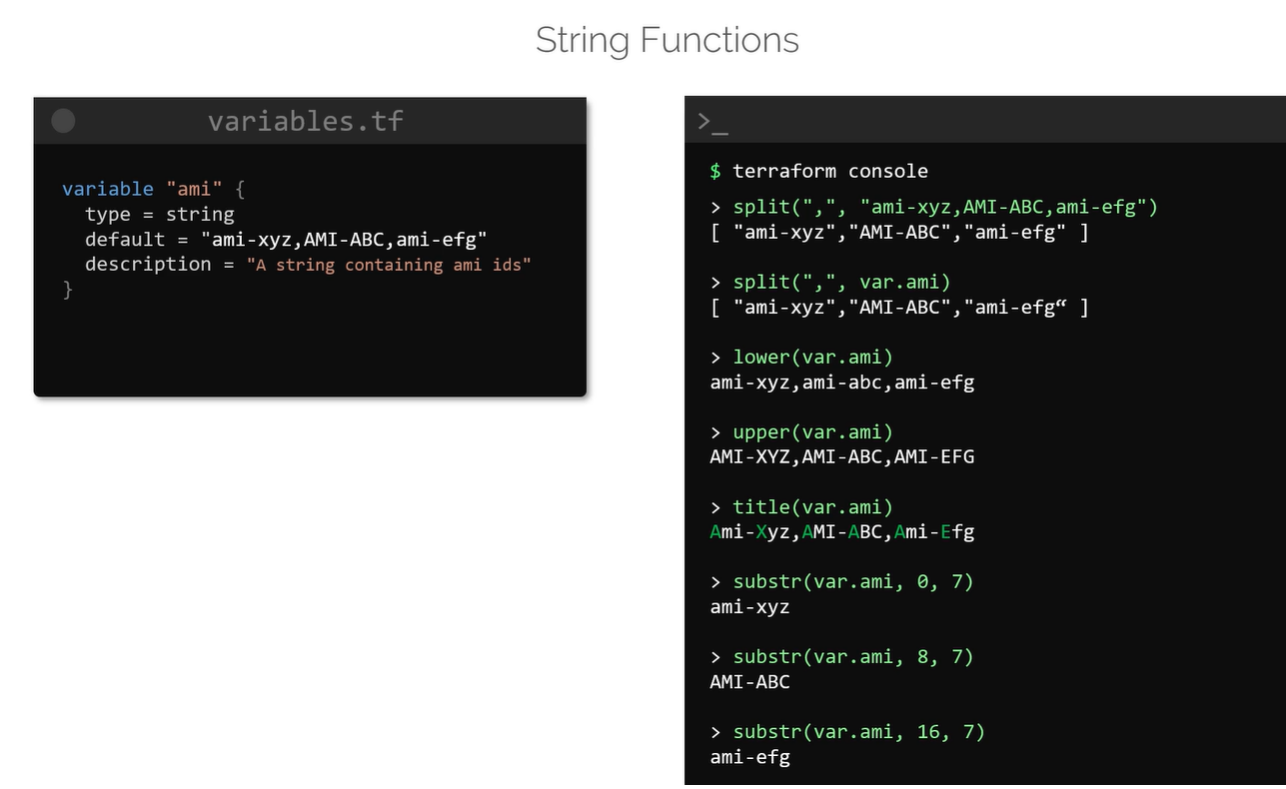 String Functions
variables.tf
variable "ami" {
  type = string
  default = "ami-xyz,AMI-ABC,ami-efg"
  description = "A string containing ami ids"
}
>_
$ terraform console
> split(",", "ami-xyz,AMI-ABC,ami-efg")
[ "ami-xyz","AMI-ABC","ami-efg" ]
> split(",", var.ami)
[ "ami-xyz","AMI-ABC","ami-efg“ ]
> lower(var.ami)
ami-xyz,ami-abc,ami-efg
> upper(var.ami)
AMI-XYZ,AMI-ABC,AMI-EFG
> title(var.ami)
Ami-Xyz,AMI-ABC,Ami-Efg
> substr(var.ami, 0, 7)
ami-xyz
> substr(var.ami, 8, 7)
AMI-ABC
> substr(var.ami, 16, 7)
ami-efg